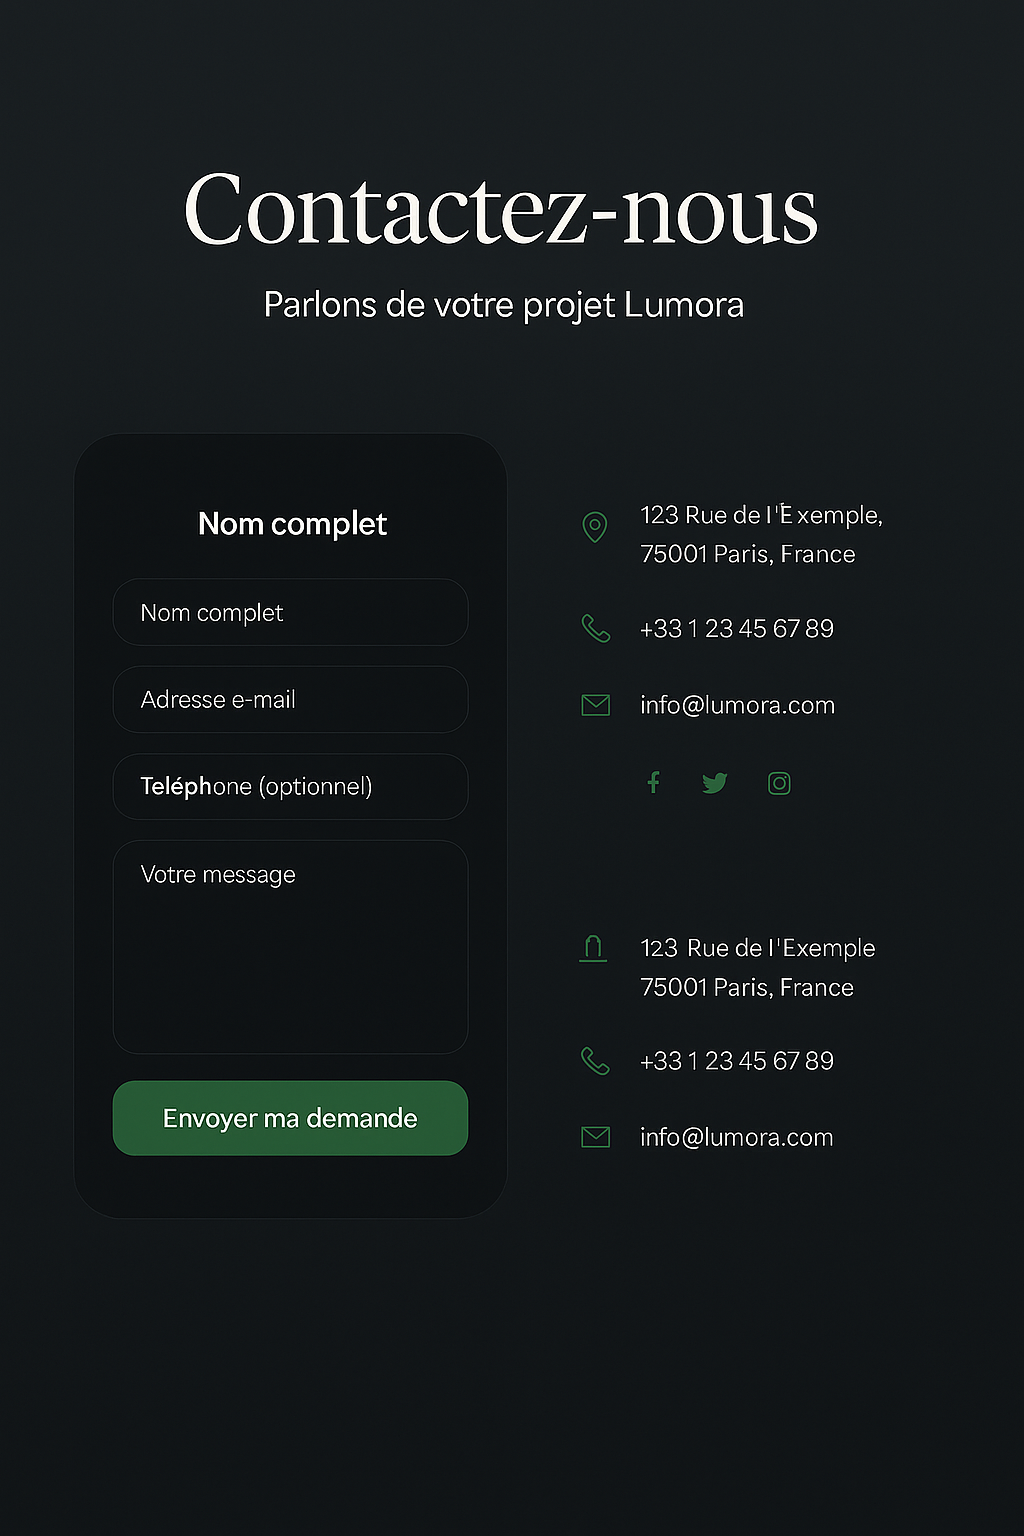 Contactez-nous
Parlons de votre projet Lumora
Nom complet
Nom complet
Adresse e-mail
Teléphone (optionnel)
Votre message
Envoyer ma demande
123 Rue de l'Exemple,
75001 Paris, France
+33 1 23 45 67 89
info@lumora.com
123 Rue de l'Exemple
75001 Paris, France
+33 1 23 45 67 89
info@lumora.com